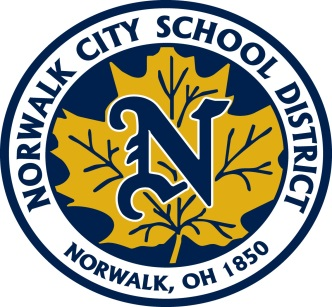 NORWALK CITY SCHOOL DISTRICT
N
NORWALK, OH 1850